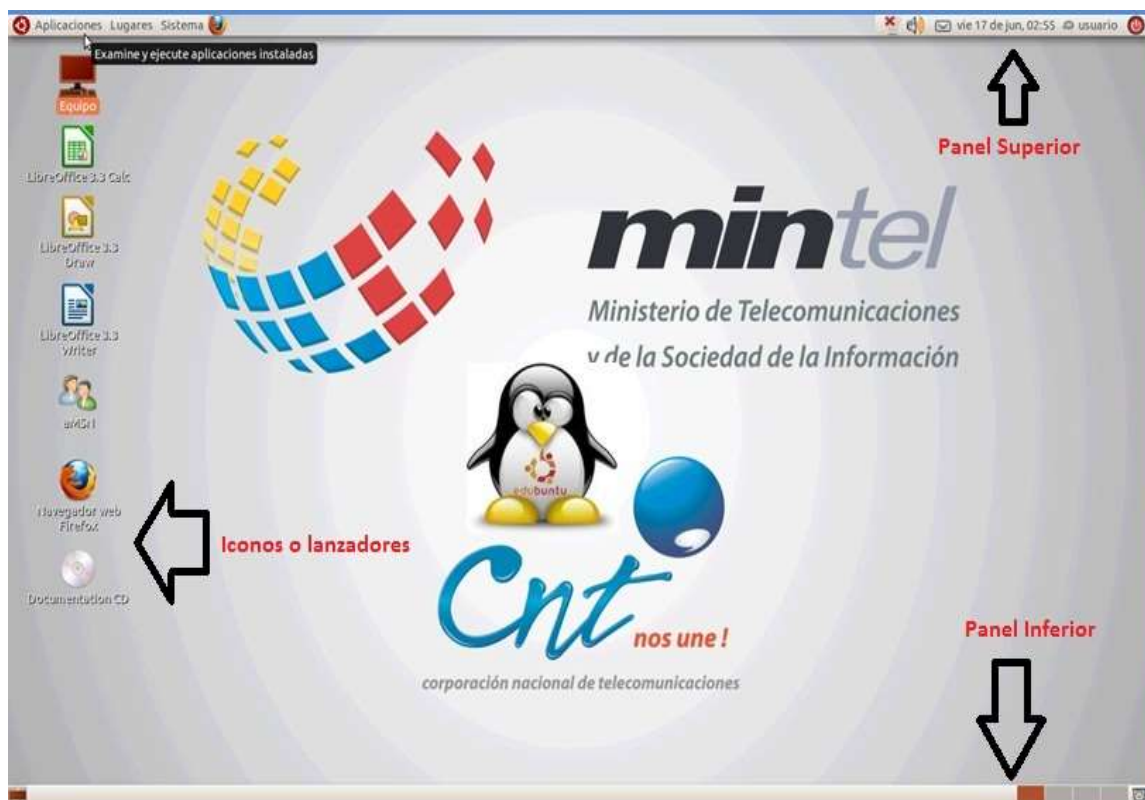 Aplicaciones Lugares Sistema
vie 17 de jun, 02:55 usuario
Examine y ejecute aplicaciones instaladas
Equipo
Panel Superior
LibreOffice 3.3 Calc
LibreOffice 3.3
Draw
mintel
Ministerio de Telecomunicaciones
y de la Sociedad de la Información
LibreOffice 3.3
Writer
aMSN
edubuntu
Navegador web
Firefox
Iconos o lanzadores
Documentation CD
Cnt
nos une !
Panel Inferior
corporación nacional de telecomunicaciones